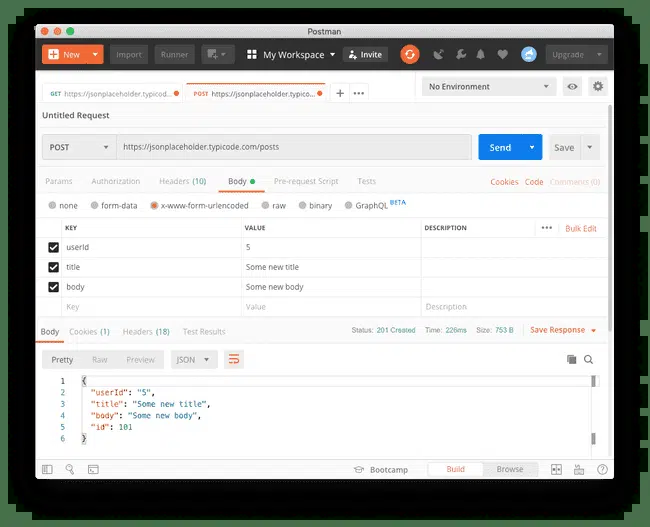 Postman
New Import Runner My Workspace Invite Upgrade
GET https://jsonplaceholder.typicod... POST https://jsonplaceholder.typico... No Environment
Untitled Request
POST https://jsonplaceholder.typicode.com/posts Send Save
Params Authorization Headers (10) Body Pre-request Script Tests Cookies Code Comments (0)
none form-data x-www-form-urlencoded raw binary GraphQL BETA
KEY VALUE DESCRIPTION Bulk Edit
userId 5
title Some new title
body Some new body
Key Value Description
Body Cookies (1) Headers (18) Test Results Status: 201 Created Time: 226ms Size: 753 B Save Response
Pretty Raw Preview JSON
1 {
2 "userId": "5",
3 "title": "Some new title",
4 "body": "Some new body",
5 "id": 101
6 }
Bootcamp Build Browse